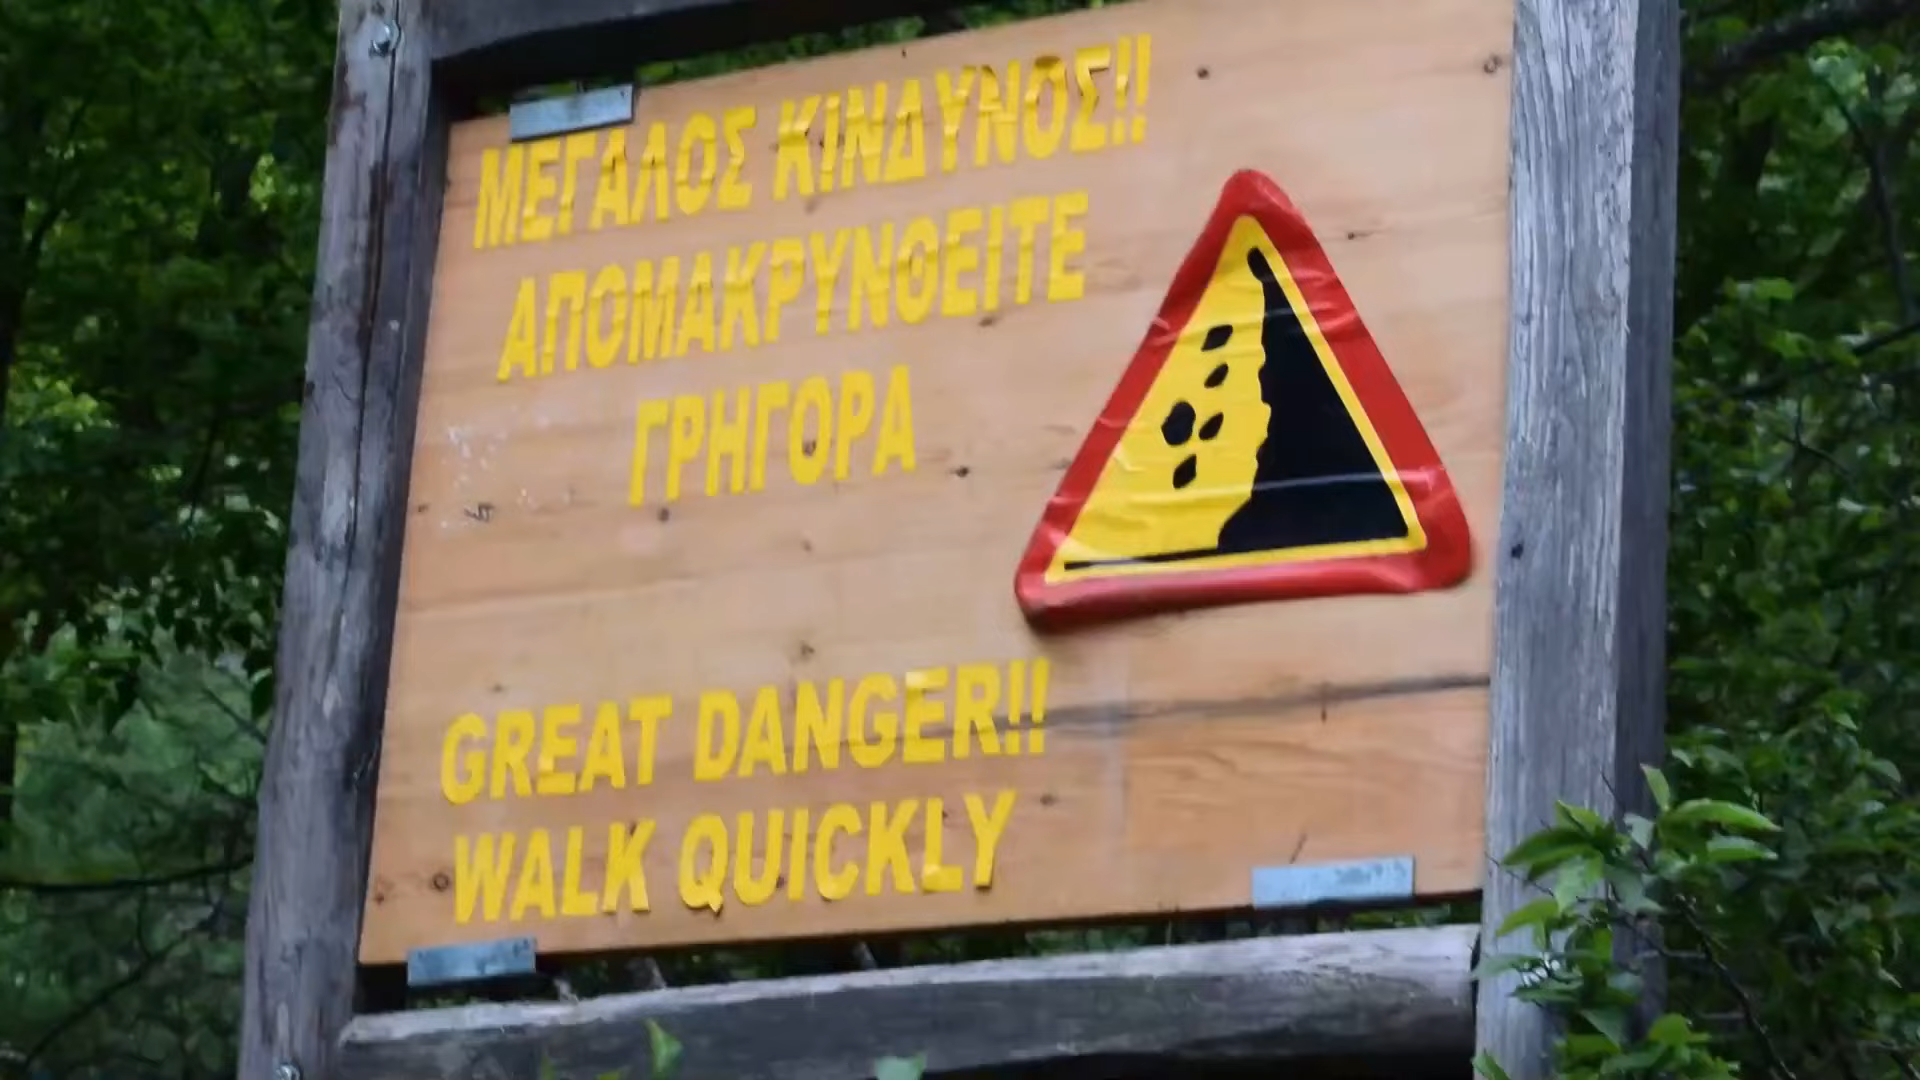 ΜΕΓΑΛΟΣ ΚΙΝΔΥΝΟΣ!!
ΑΠΟΜΑΚΡΥΝΘΕΙΤΕ
ΓΡΗΓΟΡΑ
GREAT DANGER!!
WALK QUICKLY